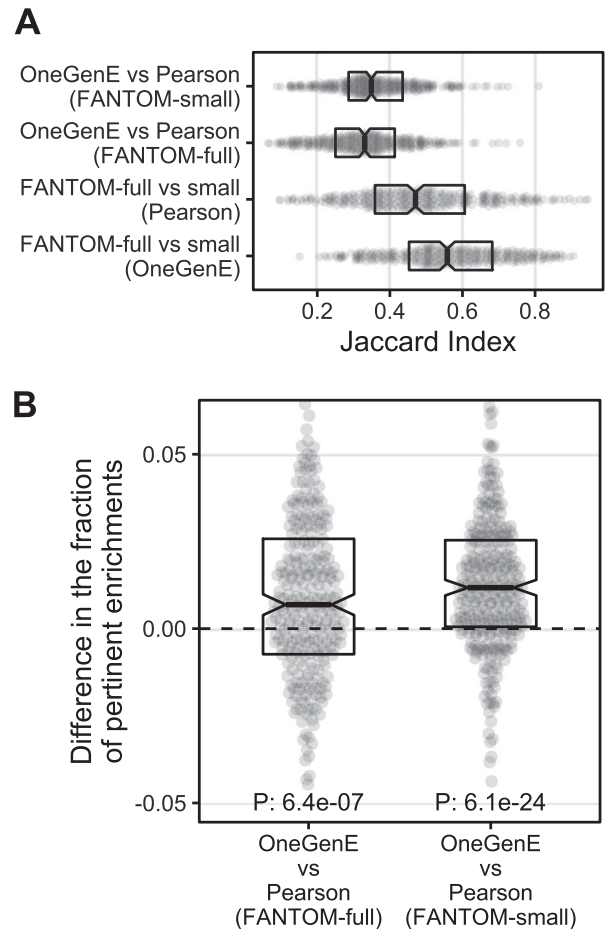 A
OneGenE vs Pearson
(FANTOM-small)
OneGenE vs Pearson
(FANTOM-full)
FANTOM-full vs small
(Pearson)
FANTOM-full vs small
(OneGenE)
0.2 0.4 0.6 0.8
Jaccard Index
B
Difference in the fraction
of pertinent enrichments
0.05
0.00
-0.05
P: 6.4e-07 P: 6.1e-24
OneGenE
vs
Pearson
(FANTOM-full)
OneGenE
vs
Pearson
(FANTOM-small)